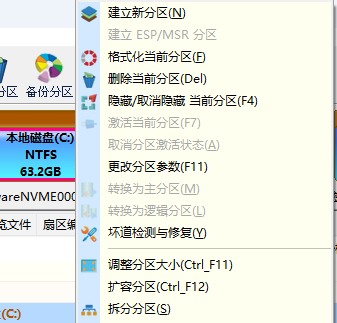 建立新分区(N)
建立 ESP/MSR 分区
格式化当前分区(F)
删除当前分区(Del)
隐藏/取消隐藏 当前分区(F4)
激活当前分区(F7)
取消分区激活状态(A)
更改分区参数(F11)
转换为主分区(M)
转换为逻辑分区(L)
坏道检测与修复(Y)
调整分区大小(Ctrl_F11)
扩容分区(Ctrl_F12)
拆分分区(S)
分区 备份分区
本地磁盘(C:)
NTFS
63.2GB
wareNVME000
览文件 扇区编
(C:)